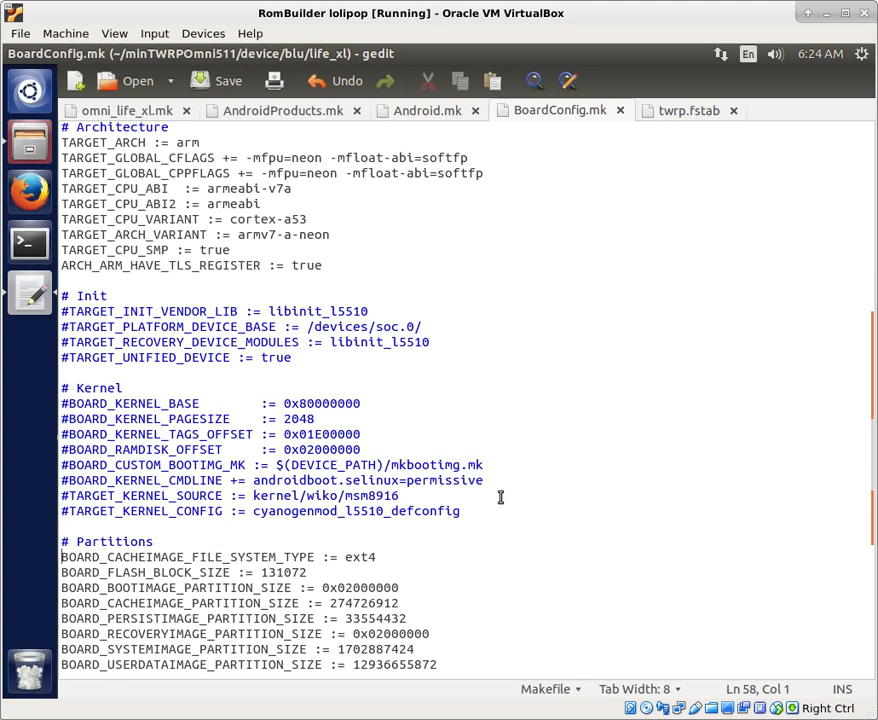 RomBuilder lolipop [Running] - Oracle VM VirtualBox
File Machine View Input Devices Help
BoardConfig.mk (~/minTWRPOmni511/device/blu/life_xl) - gedit
En 6:24 AM
Open Save Undo
omni_life_xl.mk AndroidProducts.mk Android.mk BoardConfig.mk twrp.fstab
# Architecture
TARGET_ARCH := arm
TARGET_GLOBAL_CFLAGS += -mfpu=neon -mfloat-abi=softfp
TARGET_GLOBAL_CPPFLAGS += -mfpu=neon -mfloat-abi=softfp
TARGET_CPU_ABI  := armeabi-v7a
TARGET_CPU_ABI2 := armeabi
TARGET_CPU_VARIANT := cortex-a53
TARGET_ARCH_VARIANT := armv7-a-neon
TARGET_CPU_SMP := true
ARCH_ARM_HAVE_TLS_REGISTER := true
# Init
#TARGET_INIT_VENDOR_LIB := libinit_l5510
#TARGET_PLATFORM_DEVICE_BASE := /devices/soc.0/
#TARGET_RECOVERY_DEVICE_MODULES := libinit_l5510
#TARGET_UNIFIED_DEVICE := true
# Kernel
#BOARD_KERNEL_BASE        := 0x80000000
#BOARD_KERNEL_PAGESIZE    := 2048
#BOARD_KERNEL_TAGS_OFFSET := 0x01E00000
#BOARD_RAMDISK_OFFSET     := 0x02000000
#BOARD_CUSTOM_BOOTIMG_MK := $(DEVICE_PATH)/mkbootimg.mk
#BOARD_KERNEL_CMDLINE += androidboot.selinux=permissive
#TARGET_KERNEL_SOURCE := kernel/wiko/msm8916
#TARGET_KERNEL_CONFIG := cyanogenmod_l5510_defconfig
# Partitions
BOARD_CACHEIMAGE_FILE_SYSTEM_TYPE := ext4
BOARD_FLASH_BLOCK_SIZE := 131072
BOARD_BOOTIMAGE_PARTITION_SIZE := 0x02000000
BOARD_CACHEIMAGE_PARTITION_SIZE := 274726912
BOARD_PERSISTIMAGE_PARTITION_SIZE := 33554432
BOARD_RECOVERYIMAGE_PARTITION_SIZE := 0x02000000
BOARD_SYSTEMIMAGE_PARTITION_SIZE := 1702887424
BOARD_USERDATAIMAGE_PARTITION_SIZE := 12936655872
Makefile Tab Width: 8 Ln 58, Col 1 INS
Right Ctrl